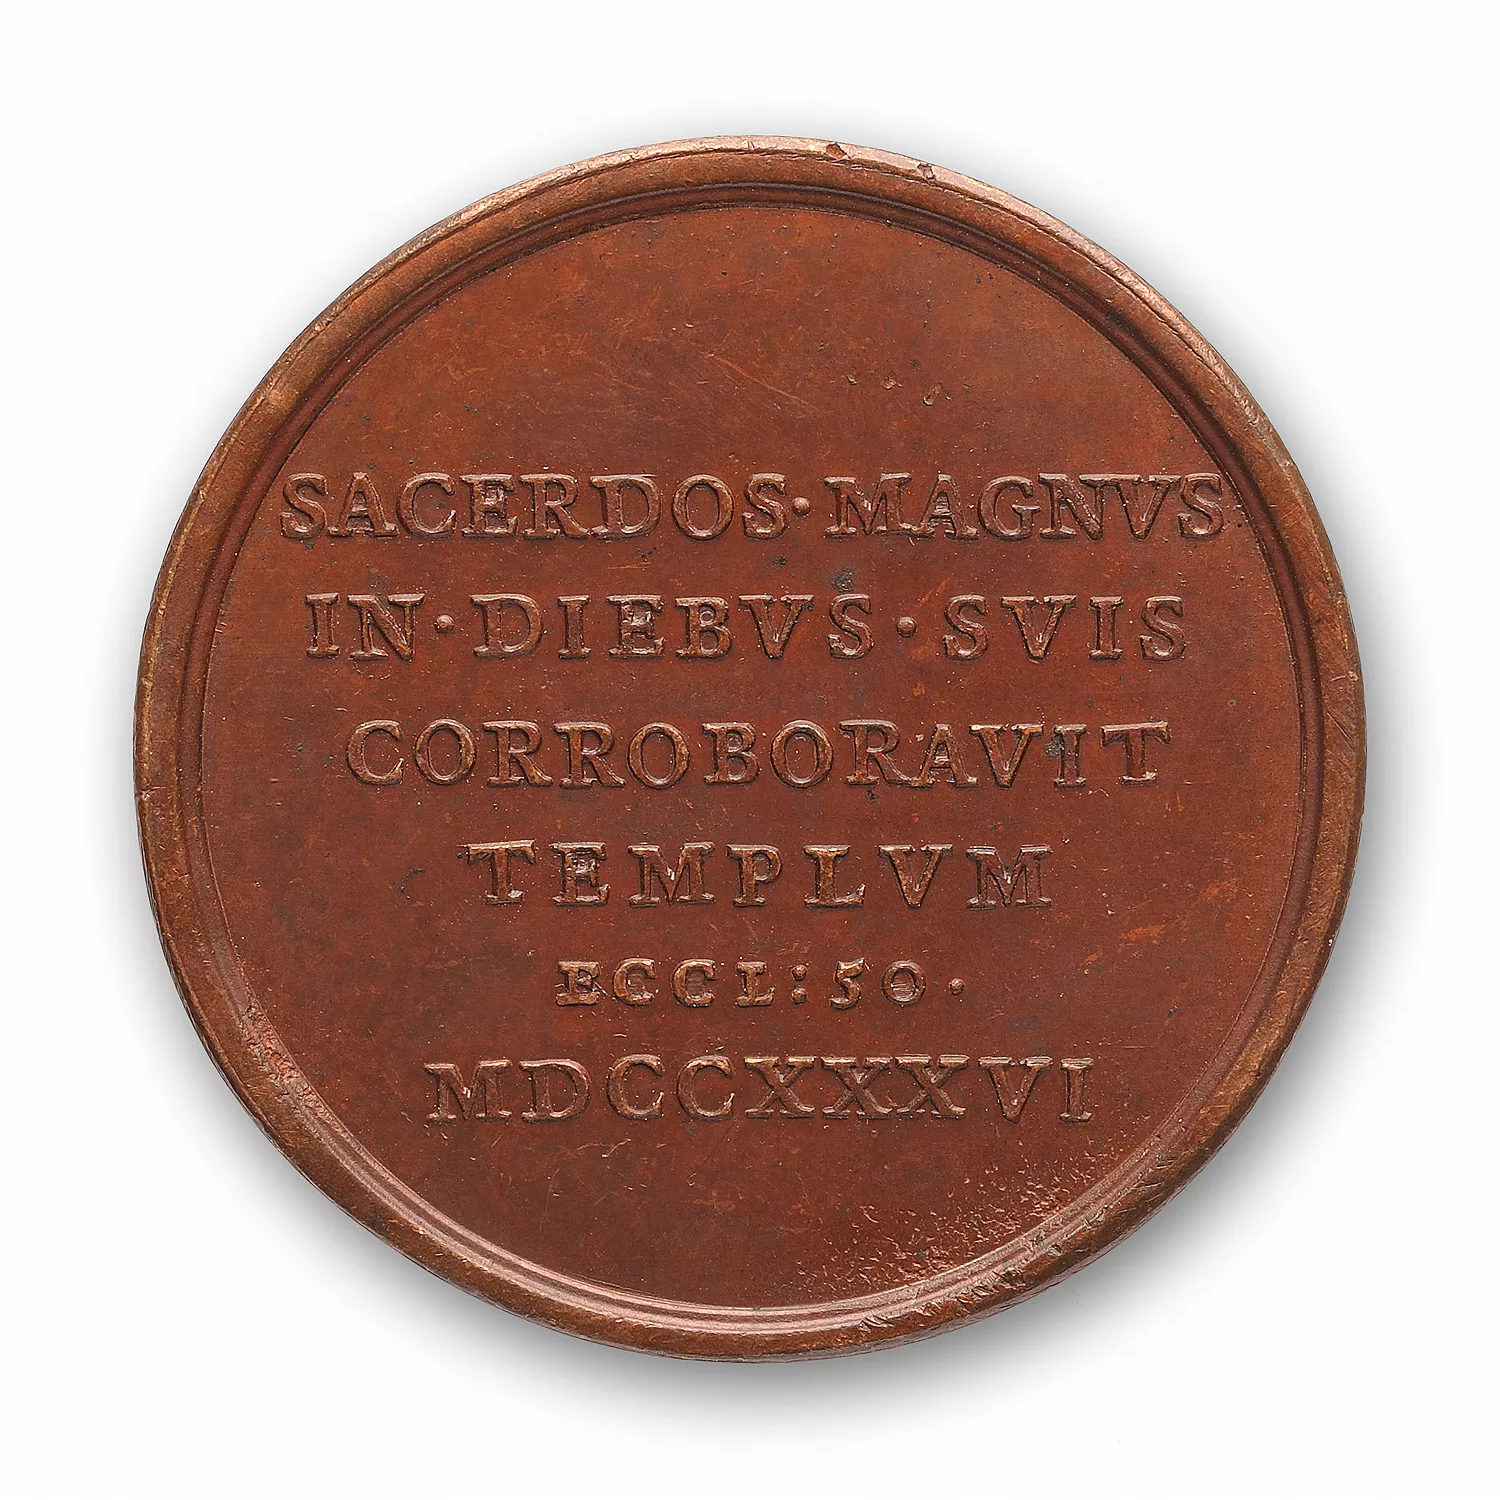 SACERDOS·MAGNVS
IN·DIEBVS·SVIS
CORROBORAVIT
TEMPLVM
ECCL:50.
MDCCXXXVI